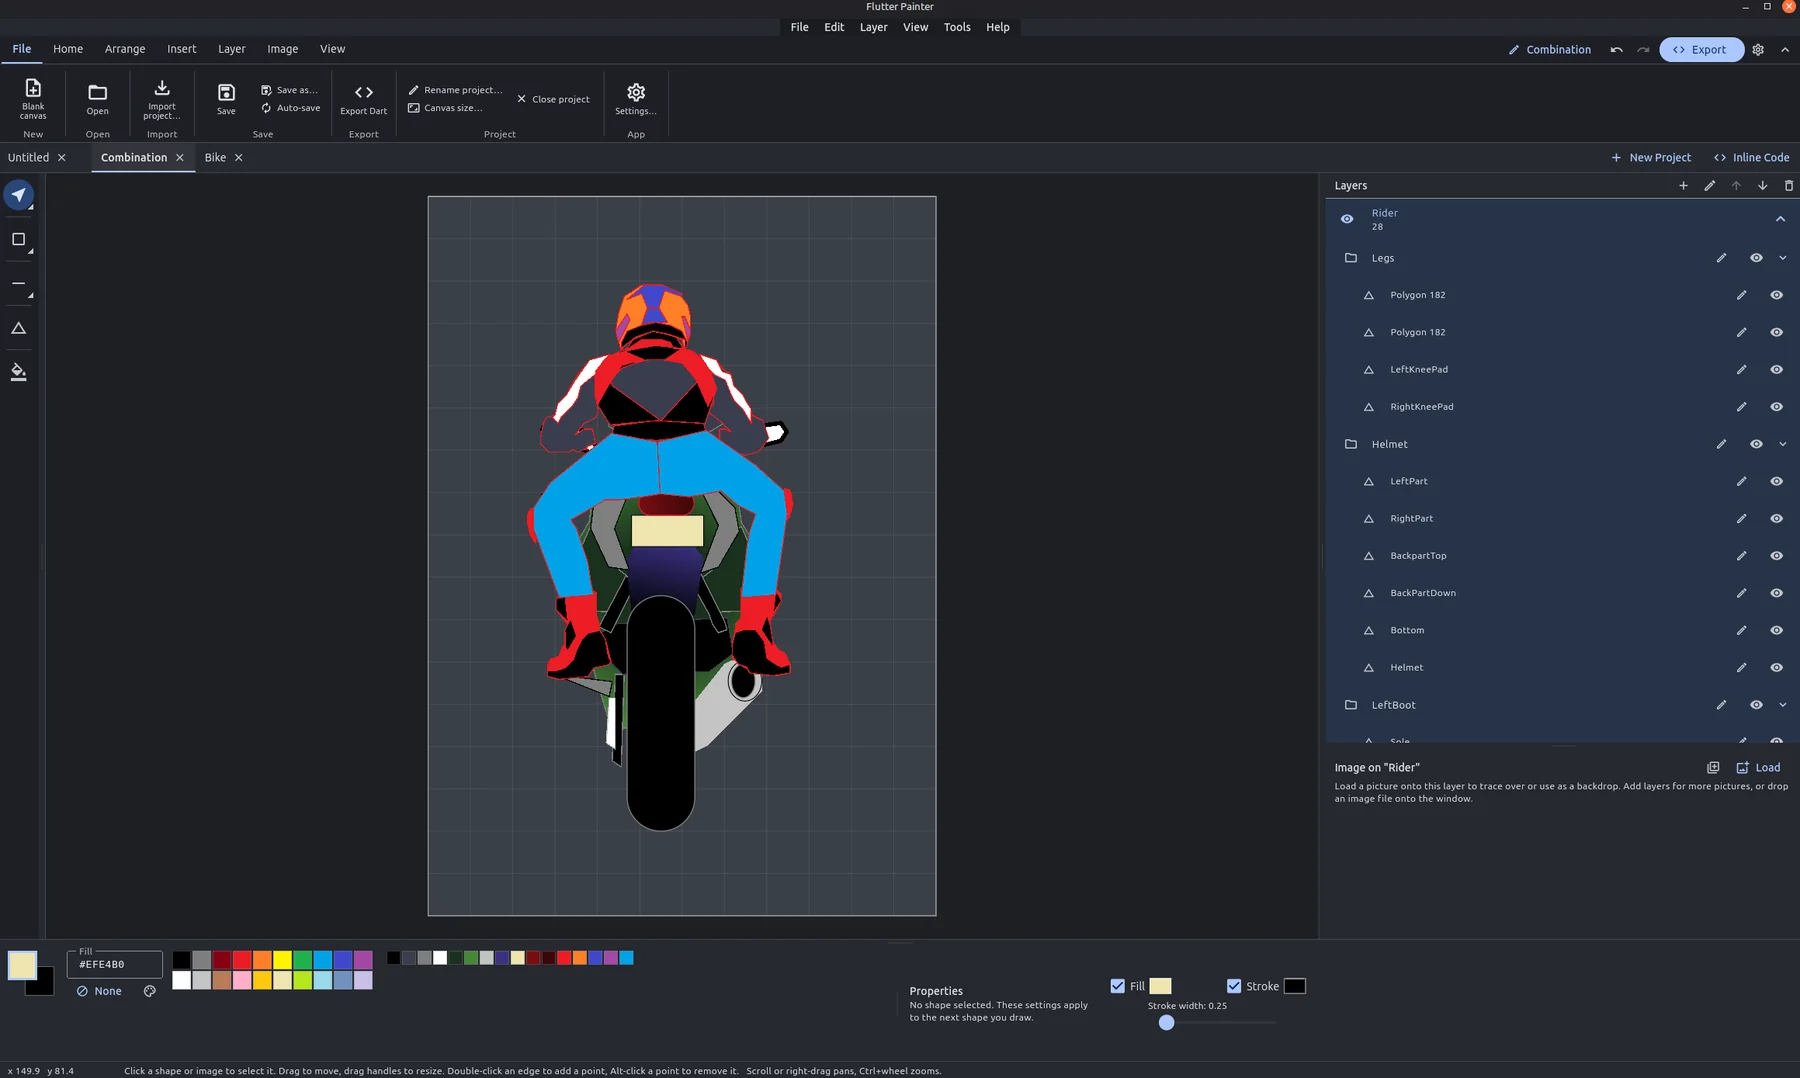 Flutter Painter
File Edit Layer View Tools Help
File Home Arrange Insert Layer Image View
Combination Export
Blank canvas
Open
Import project...
Save
Save as...
Auto-save
Export Dart
Rename project...
Canvas size...
Close project
Settings...
New Open Import Save Export Project App
Untitled Combination Bike
New Project Inline Code
Layers
Rider
28
Legs
Polygon 182
Polygon 182
LeftKneePad
RightKneePad
Helmet
LeftPart
RightPart
BackpartTop
BackPartDown
Bottom
Helmet
LeftBoot
Sole
Image on "Rider" Load
Load a picture onto this layer to trace over or use as a backdrop. Add layers for more pictures, or drop
an image file onto the window.
Fill
#EFE4B0
None
Properties
No shape selected. These settings apply
to the next shape you draw.
Fill Stroke
Stroke width: 0.25
x 149.9 y 81.4 Click a shape or image to select it. Drag to move, drag handles to resize. Double-click an edge to add a point, Alt-click a point to remove it. Scroll or right-drag pans, Ctrl+wheel zooms.